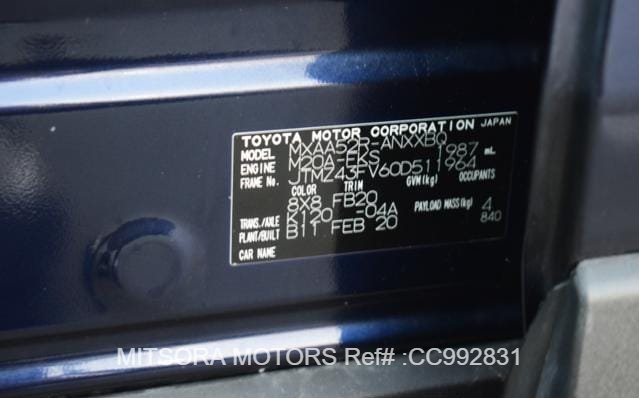 TOYOTA MOTOR CORPORATION JAPAN
MODEL MXAA52R-ANXXBQ
ENGINE M20A-FKS 1987 mL
FRAME No. JTMZ43FV60D511964
COLOR TRIM GVM(kg) OCCUPANTS
8X8 FB20
TRANS./AXLE K120 -04A PAYLOAD MASS(kg) 4
PLANT/BUILT B11 FEB 20 840
CAR NAME
MITSORA MOTORS Ref# :CC992831